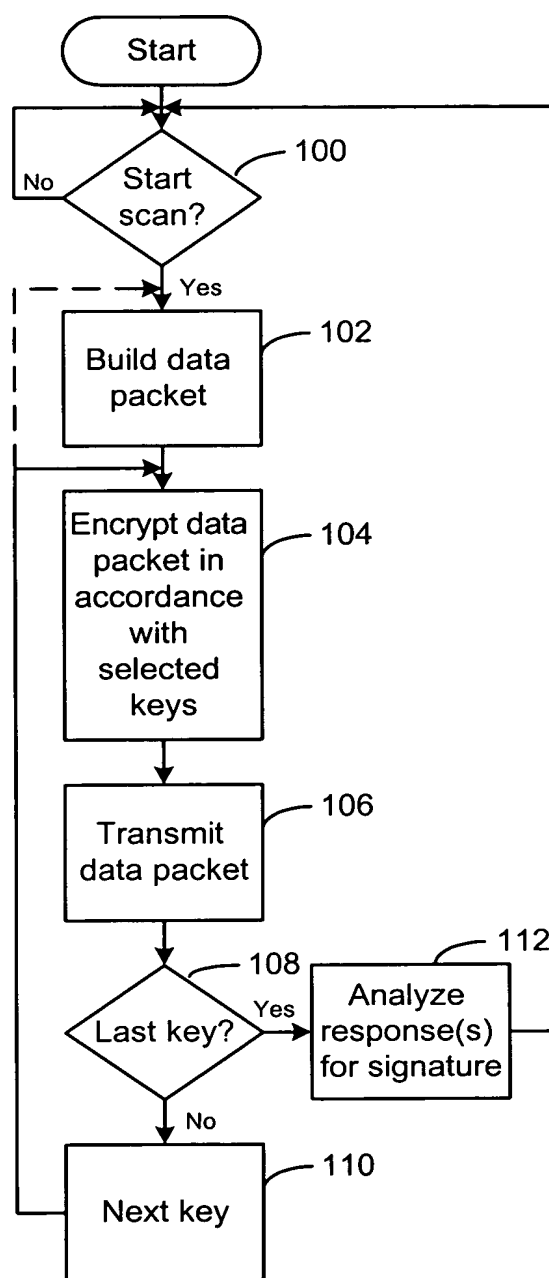 Start
100
Start
scan?
No
Yes
102
Build data
packet
104
Encrypt data
packet in
accordance
with
selected
keys
106
Transmit
data packet
108
Last key?
Yes
112
Analyze
response(s)
for signature
No
110
Next key